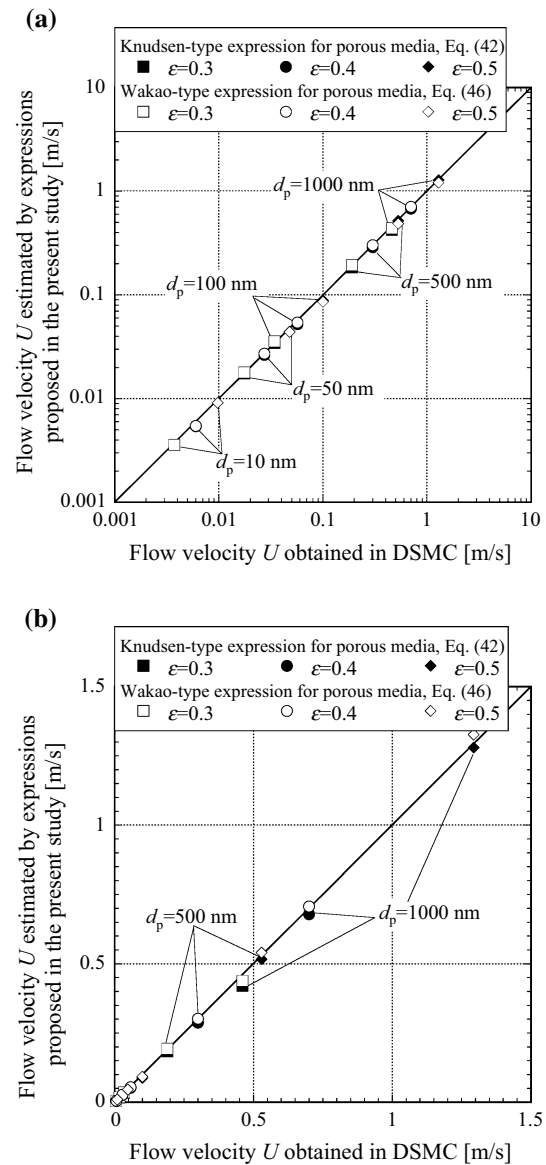 (a)
Knudsen-type expression for porous media, Eq. (42)
ε=0.3 ε=0.4 ε=0.5
Wakao-type expression for porous media, Eq. (46)
ε=0.3 ε=0.4 ε=0.5
10
1
0.1
0.01
0.001
Flow velocity U estimated by expressions
proposed in the present study [m/s]
dp=1000 nm
dp=500 nm
dp=100 nm
dp=50 nm
dp=10 nm
0.001 0.01 0.1 1 10
Flow velocity U obtained in DSMC [m/s]
(b)
Knudsen-type expression for porous media, Eq. (42)
ε=0.3 ε=0.4 ε=0.5
Wakao-type expression for porous media, Eq. (46)
ε=0.3 ε=0.4 ε=0.5
1.5
1
0.5
0
Flow velocity U estimated by expressions
proposed in the present study [m/s]
dp=500 nm
dp=1000 nm
0 0.5 1 1.5
Flow velocity U obtained in DSMC [m/s]